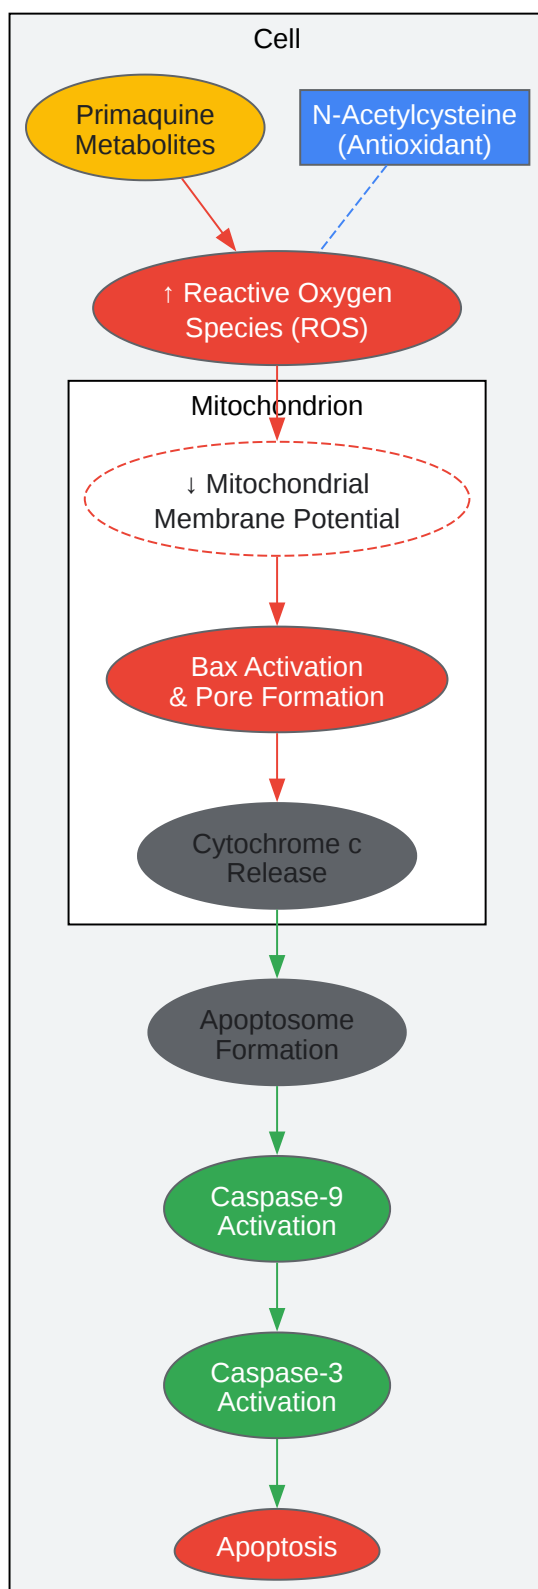 Cell
Primaquine
Metabolites
N-Acetylcysteine
(Antioxidant)
↑ Reactive Oxygen
Species (ROS)
Mitochondrion
↓ Mitochondrial
Membrane Potential
Bax Activation
& Pore Formation
Cytochrome c
Release
Apoptosome
Formation
Caspase-9
Activation
Caspase-3
Activation
Apoptosis